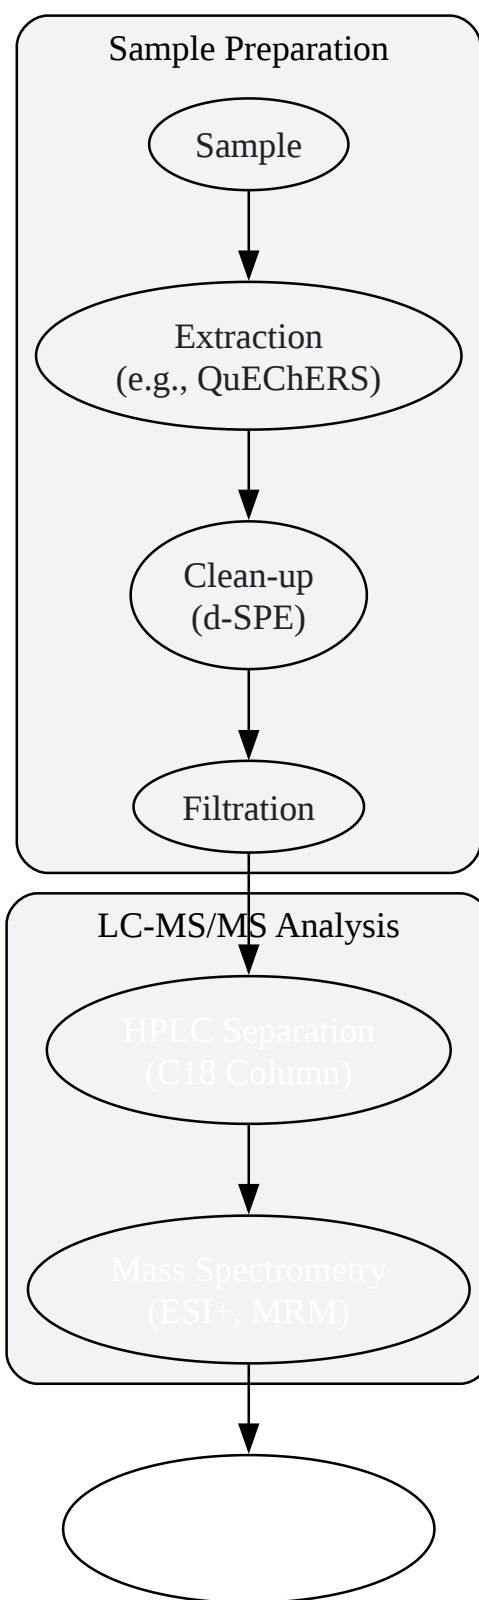 Sample Preparation
Sample
Extraction
(e.g., QuEChERS)
Clean-up
(d-SPE)
Filtration
LC-MS/MS Analysis
HPLC Separation
(C18 Column)
Mass Spectrometry
(ESI+, MRM)